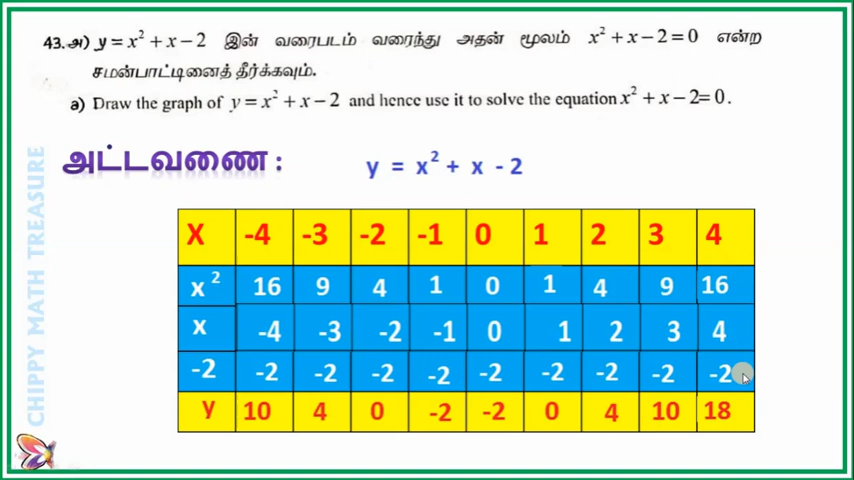 43.அ) y = x² + x − 2 இன் வரைபடம் வரைந்து அதன் மூலம் x² + x − 2 = 0 என்ற
சமன்பாட்டினைத் தீர்க்கவும்.
a) Draw the graph of y = x² + x − 2 and hence use it to solve the equation x² + x − 2= 0.
அட்டவணை :
y = x² + x - 2
X -4 -3 -2 -1 0 1 2 3 4
x² 16 9 4 1 0 1 4 9 16
x -4 -3 -2 -1 0 1 2 3 4
-2 -2 -2 -2 -2 -2 -2 -2 -2 -2
y 10 4 0 -2 -2 0 4 10 18
CHIPPY MATH TREASURE